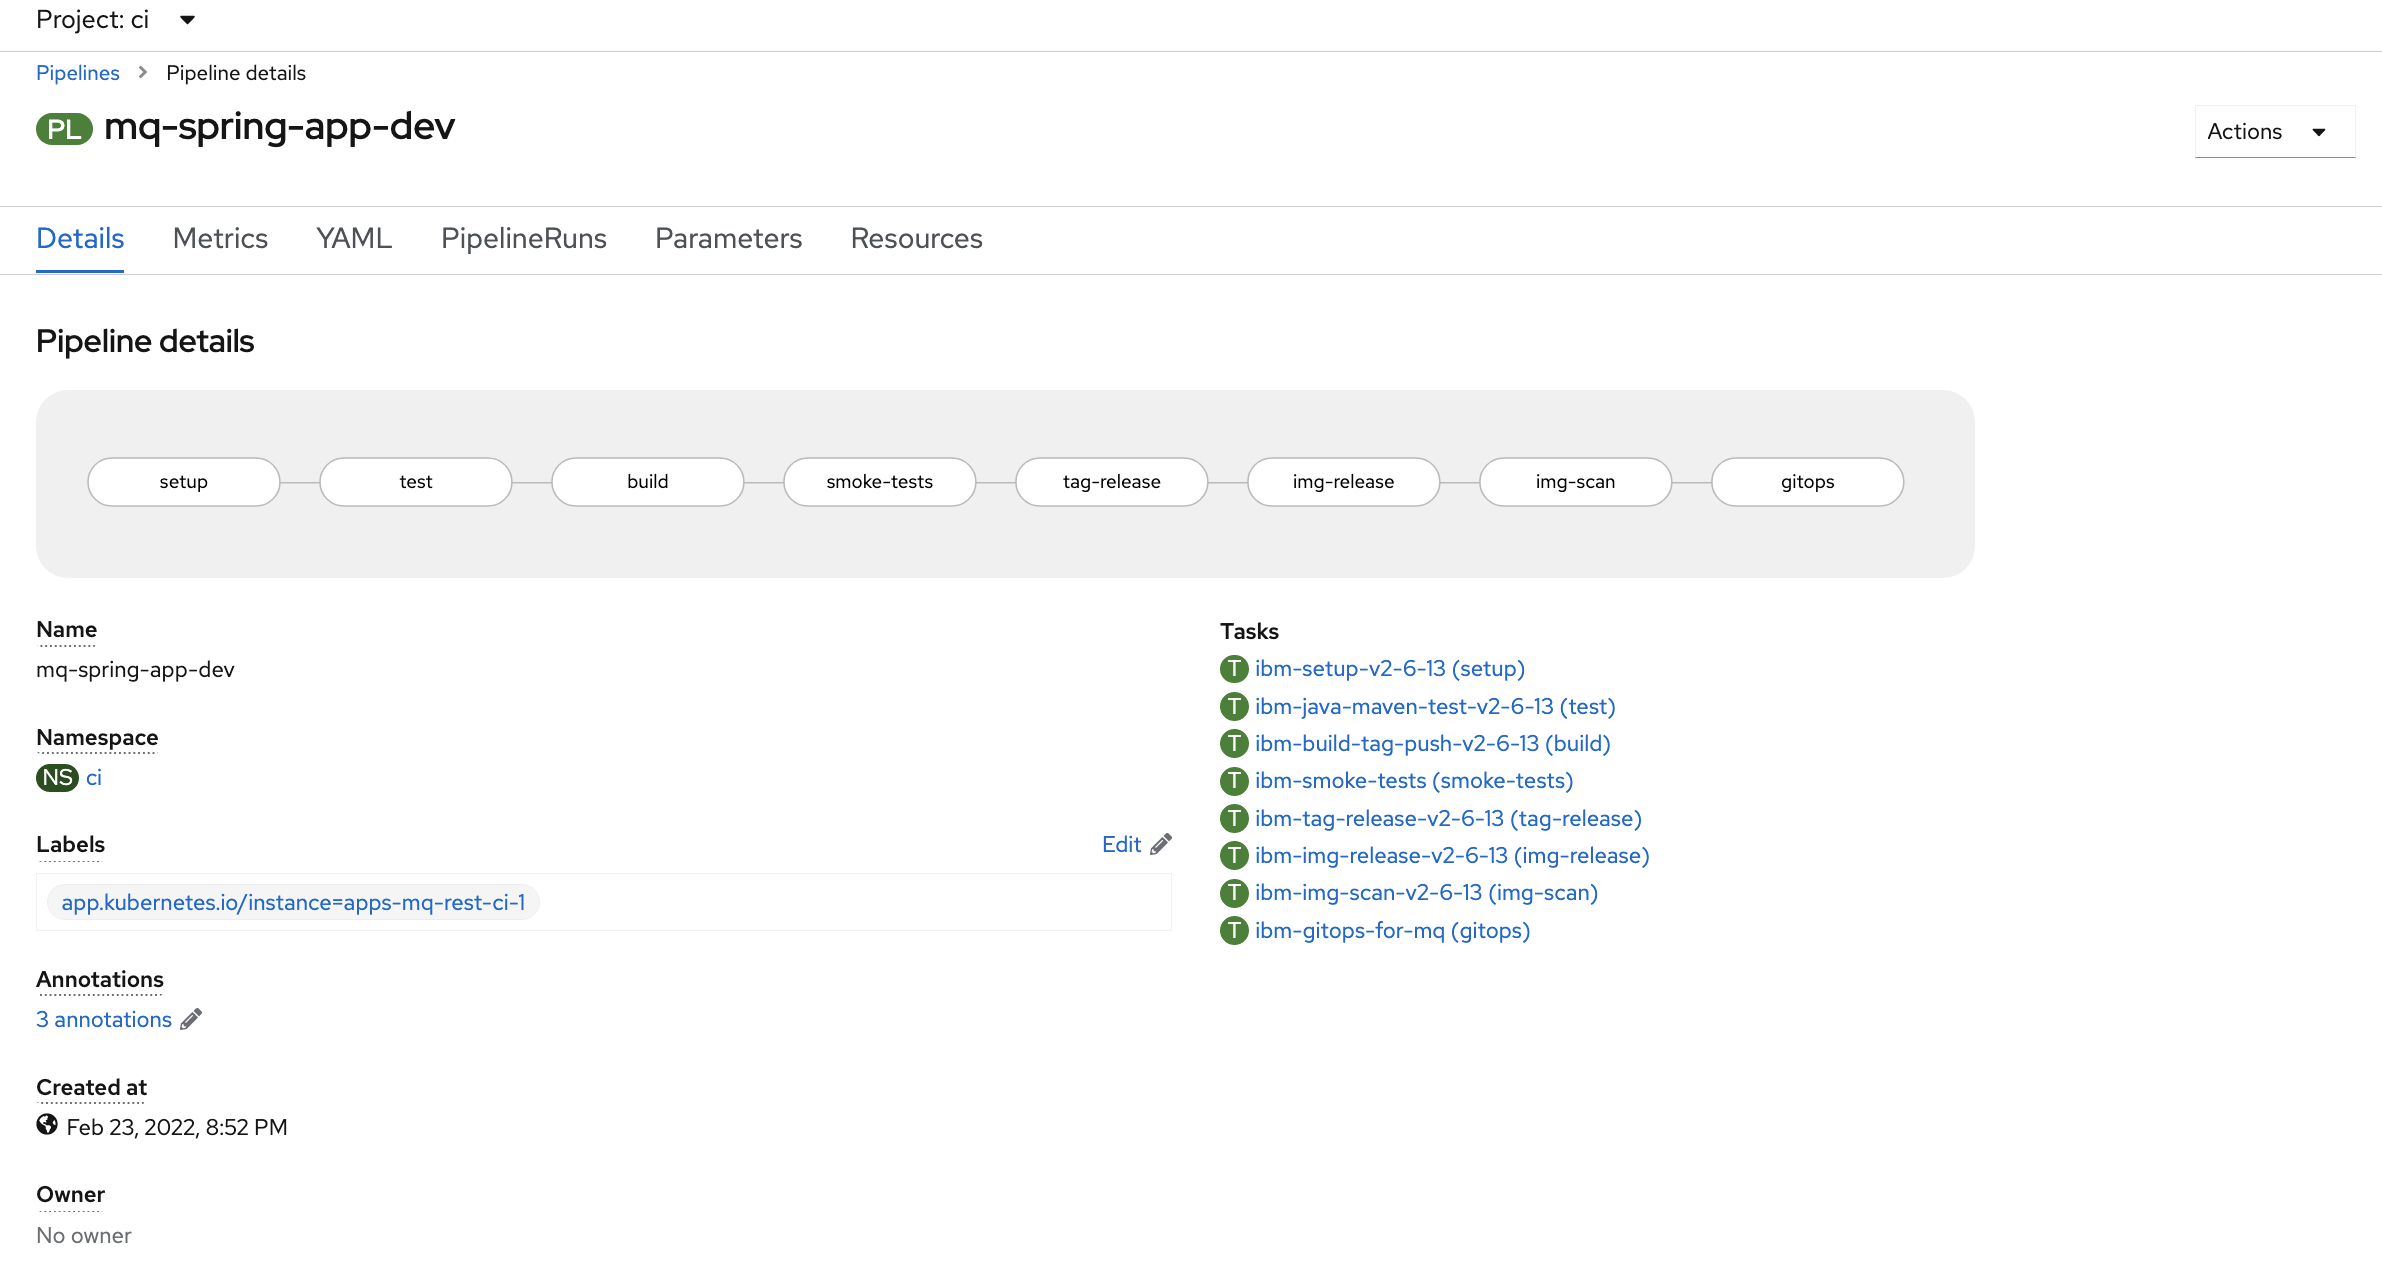 Project: ci
Pipelines > Pipeline details
PL mq-spring-app-dev
Actions
Details Metrics YAML PipelineRuns Parameters Resources
Pipeline details
setup test build smoke-tests tag-release img-release img-scan gitops
Name
mq-spring-app-dev
Namespace
NS ci
Labels
Edit
app.kubernetes.io/instance=apps-mq-rest-ci-1
Annotations
3 annotations
Created at
Feb 23, 2022, 8:52 PM
Owner
No owner
Tasks
T ibm-setup-v2-6-13 (setup)
T ibm-java-maven-test-v2-6-13 (test)
T ibm-build-tag-push-v2-6-13 (build)
T ibm-smoke-tests (smoke-tests)
T ibm-tag-release-v2-6-13 (tag-release)
T ibm-img-release-v2-6-13 (img-release)
T ibm-img-scan-v2-6-13 (img-scan)
T ibm-gitops-for-mq (gitops)